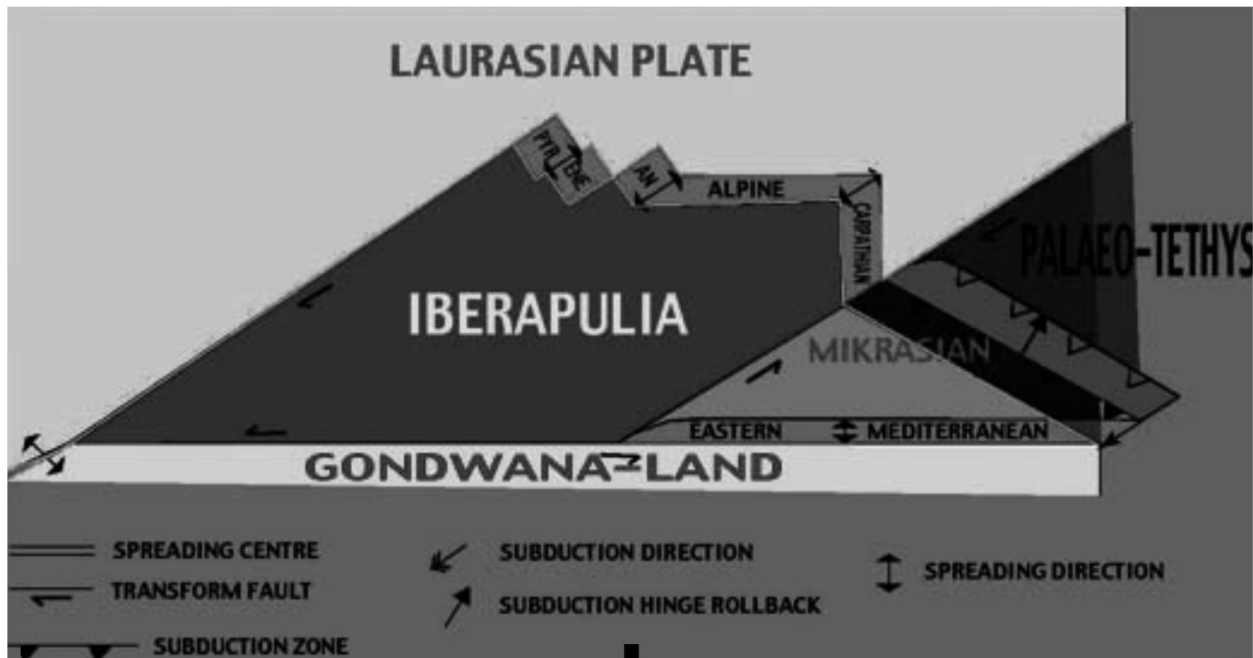 LAURASIAN PLATE
PYR
ENE
AN
ALPINE
CARPATHIAN
PALAEO-TETHYS
IBERAPULIA
MIKRASIAN
EASTERN
MEDITERRANEAN
GONDWANA-LAND
SPREADING CENTRE
SUBDUCTION DIRECTION
SPREADING DIRECTION
TRANSFORM FAULT
SUBDUCTION HINGE ROLLBACK
SUBDUCTION ZONE